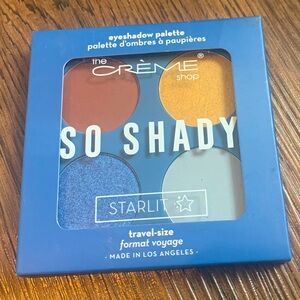 eyeshadow palette
palette d'ombres à paupières
the
CRÈME
shop
SO SHADY
STARLIT
travel-size
format voyage
- MADE IN LOS ANGELES -